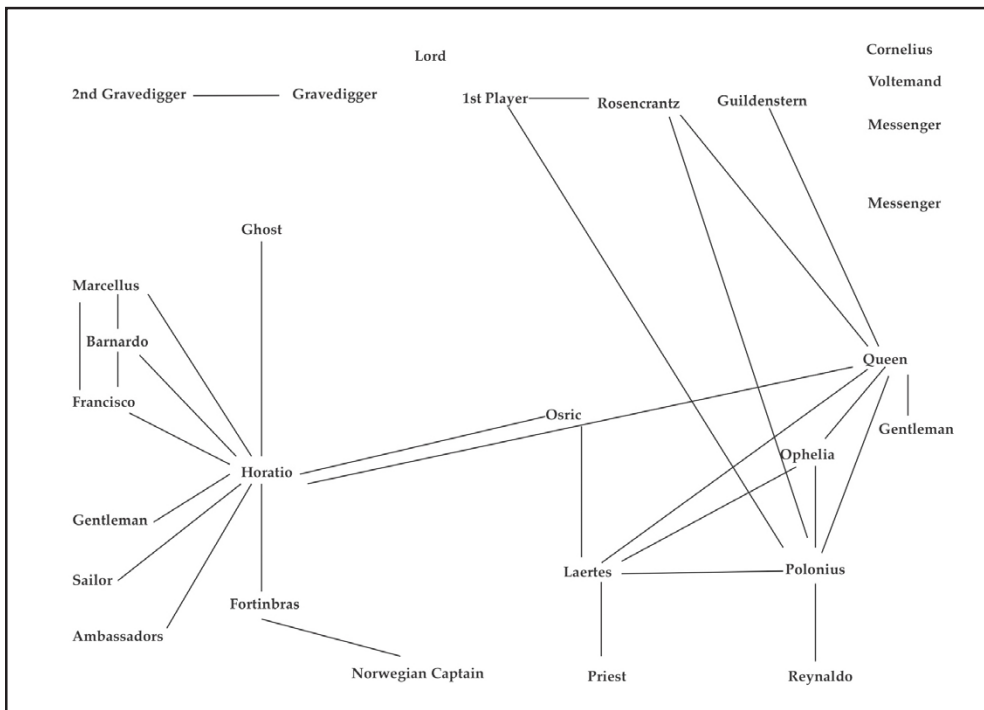 Lord
Cornelius
Voltemand
2nd Gravedigger
Gravedigger
1st Player
Rosencrantz
Guildenstern
Messenger
Messenger
Ghost
Marcellus
Barnardo
Queen
Francisco
Osric
Gentleman
Ophelia
Horatio
Gentleman
Laertes
Polonius
Sailor
Fortinbras
Ambassadors
Norwegian Captain
Priest
Reynaldo